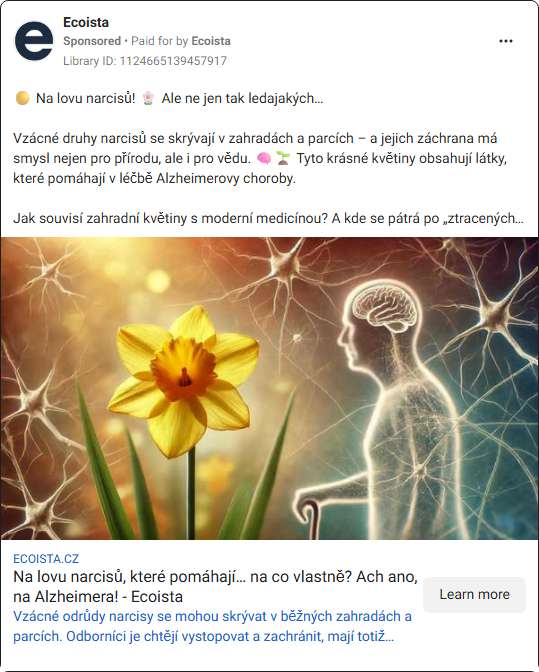 Ecoista
Sponsored • Paid for by Ecoista
Library ID: 1124665139457917
Na lovu narcisů! Ale ne jen tak ledajakých…
Vzácné druhy narcisů se skrývají v zahradách a parcích – a jejich záchrana má
smysl nejen pro přírodu, ale i pro vědu. 🧠🌱 Tyto krásné květiny obsahují látky,
které pomáhají v léčbě Alzheimerovy choroby.
Jak souvisí zahradní květiny s moderní medicínou? A kde se pátrá po „ztracených…
ECOISTA.CZ
Na lovu narcisů, které pomáhají… na co vlastně? Ach ano,
na Alzheimera! - Ecoista
Learn more
Vzácné odrůdy narcisy se mohou skrývat v běžných zahradách a
parcích. Odborníci je chtějí vystopovat a zachránit, mají totiž…